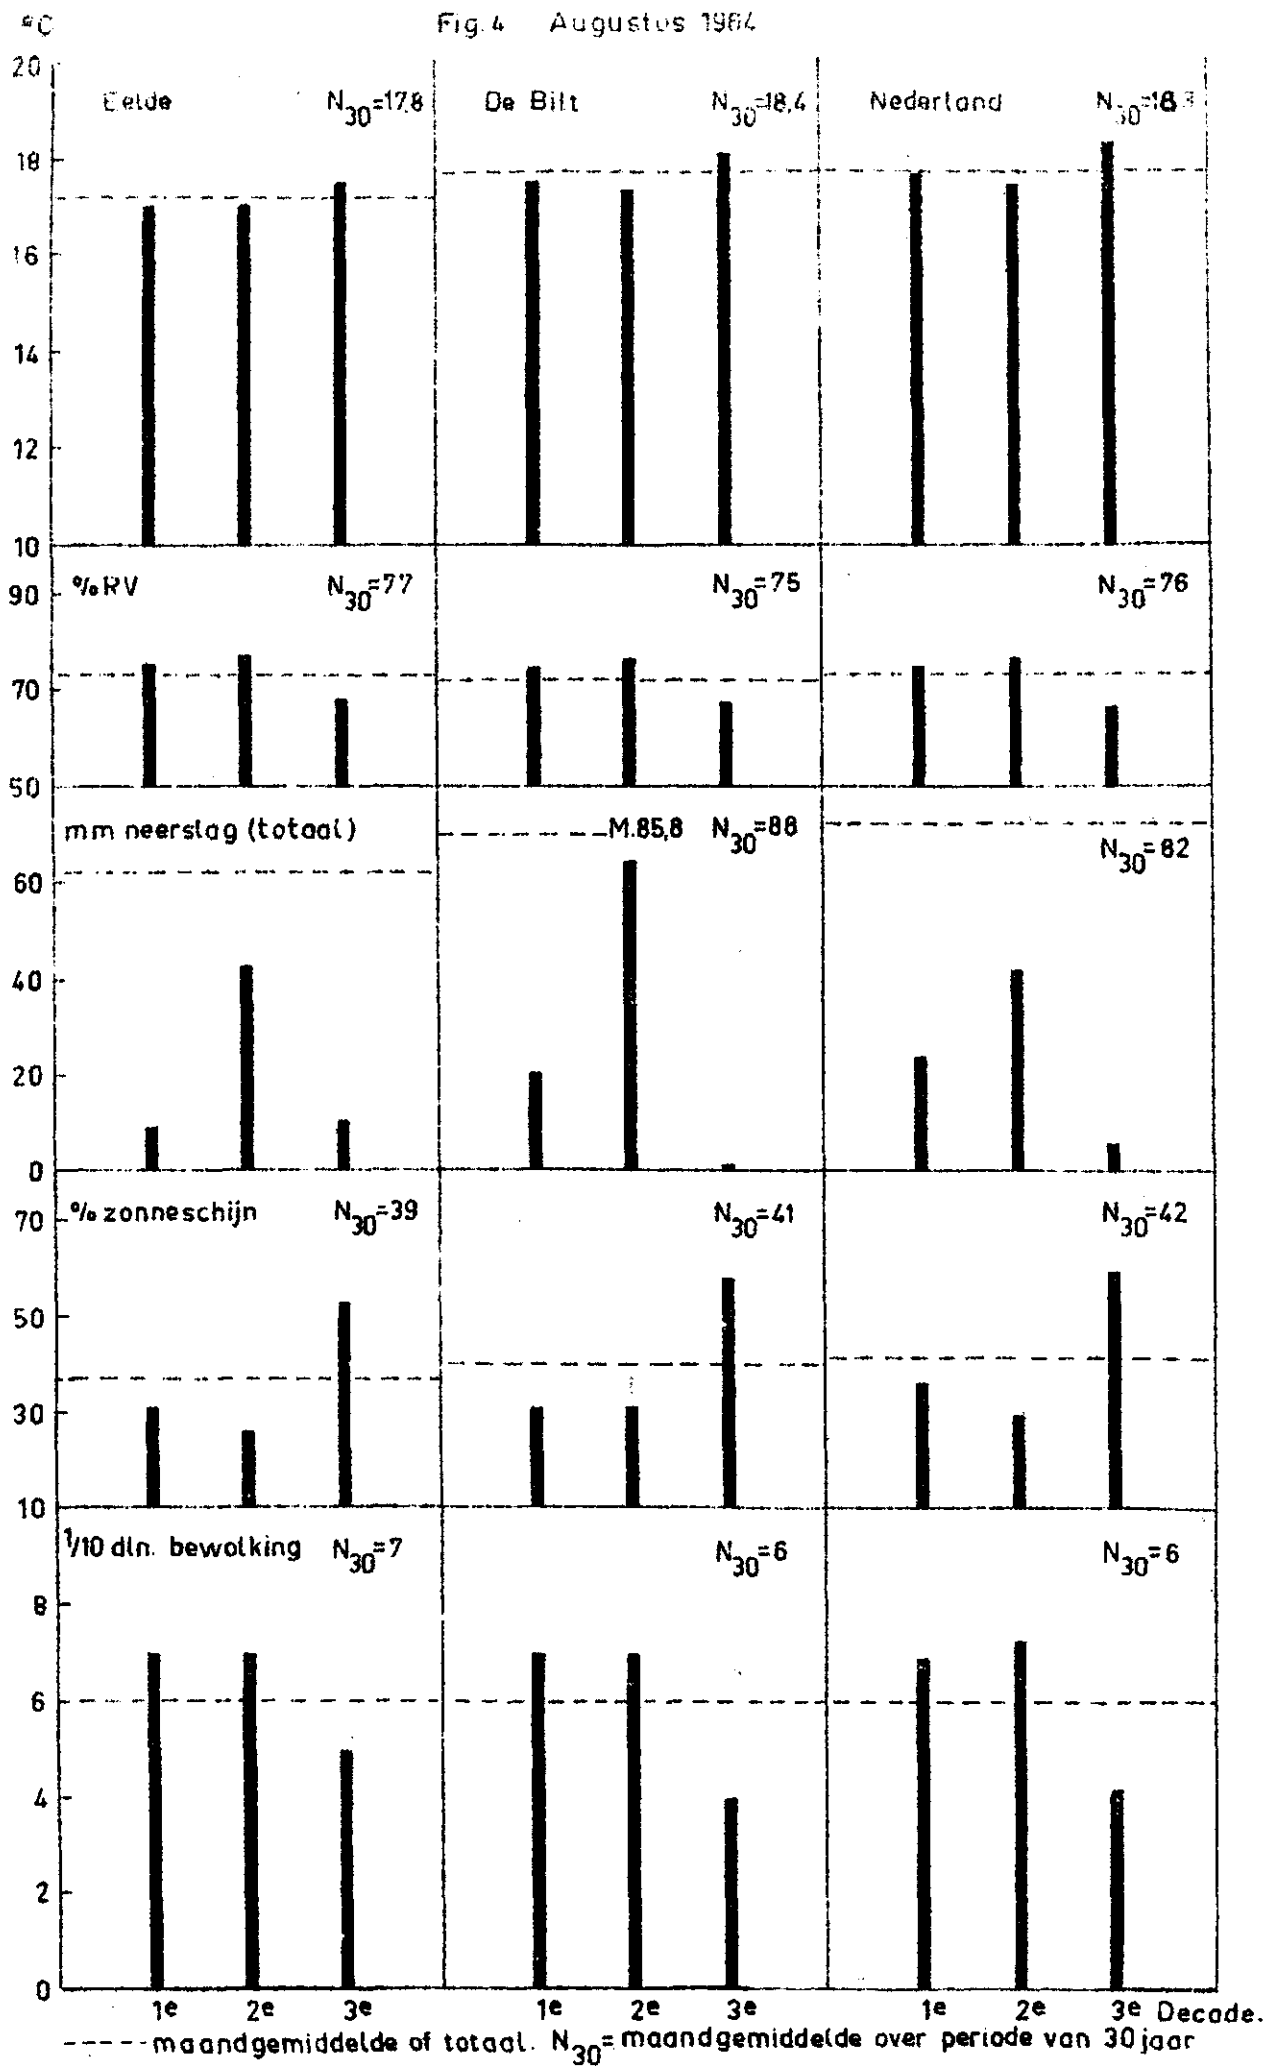 °C Fig. 4 Augustus 1964
20
Eelde N30=17,8 De Bilt N30=18,4 Nederland
18
16
14
12
10
% RV N30=77 N30=75 N30=76
90
70
50
mm neerslag (totaal) M.85,8 N30=88 N30=82
60
40
20
0
% zonneschijn N30=39 N30=41 N30=42
70
50
30
10
1/10 dln. bewolking N30=7 N30=6 N30=6
8
6
4
2
0
1e 2e 3e 1e 2e 3e 1e 2e 3e Decade.
----- maandgemiddelde of totaal. N30= maandgemiddelde over periode van 30 jaar